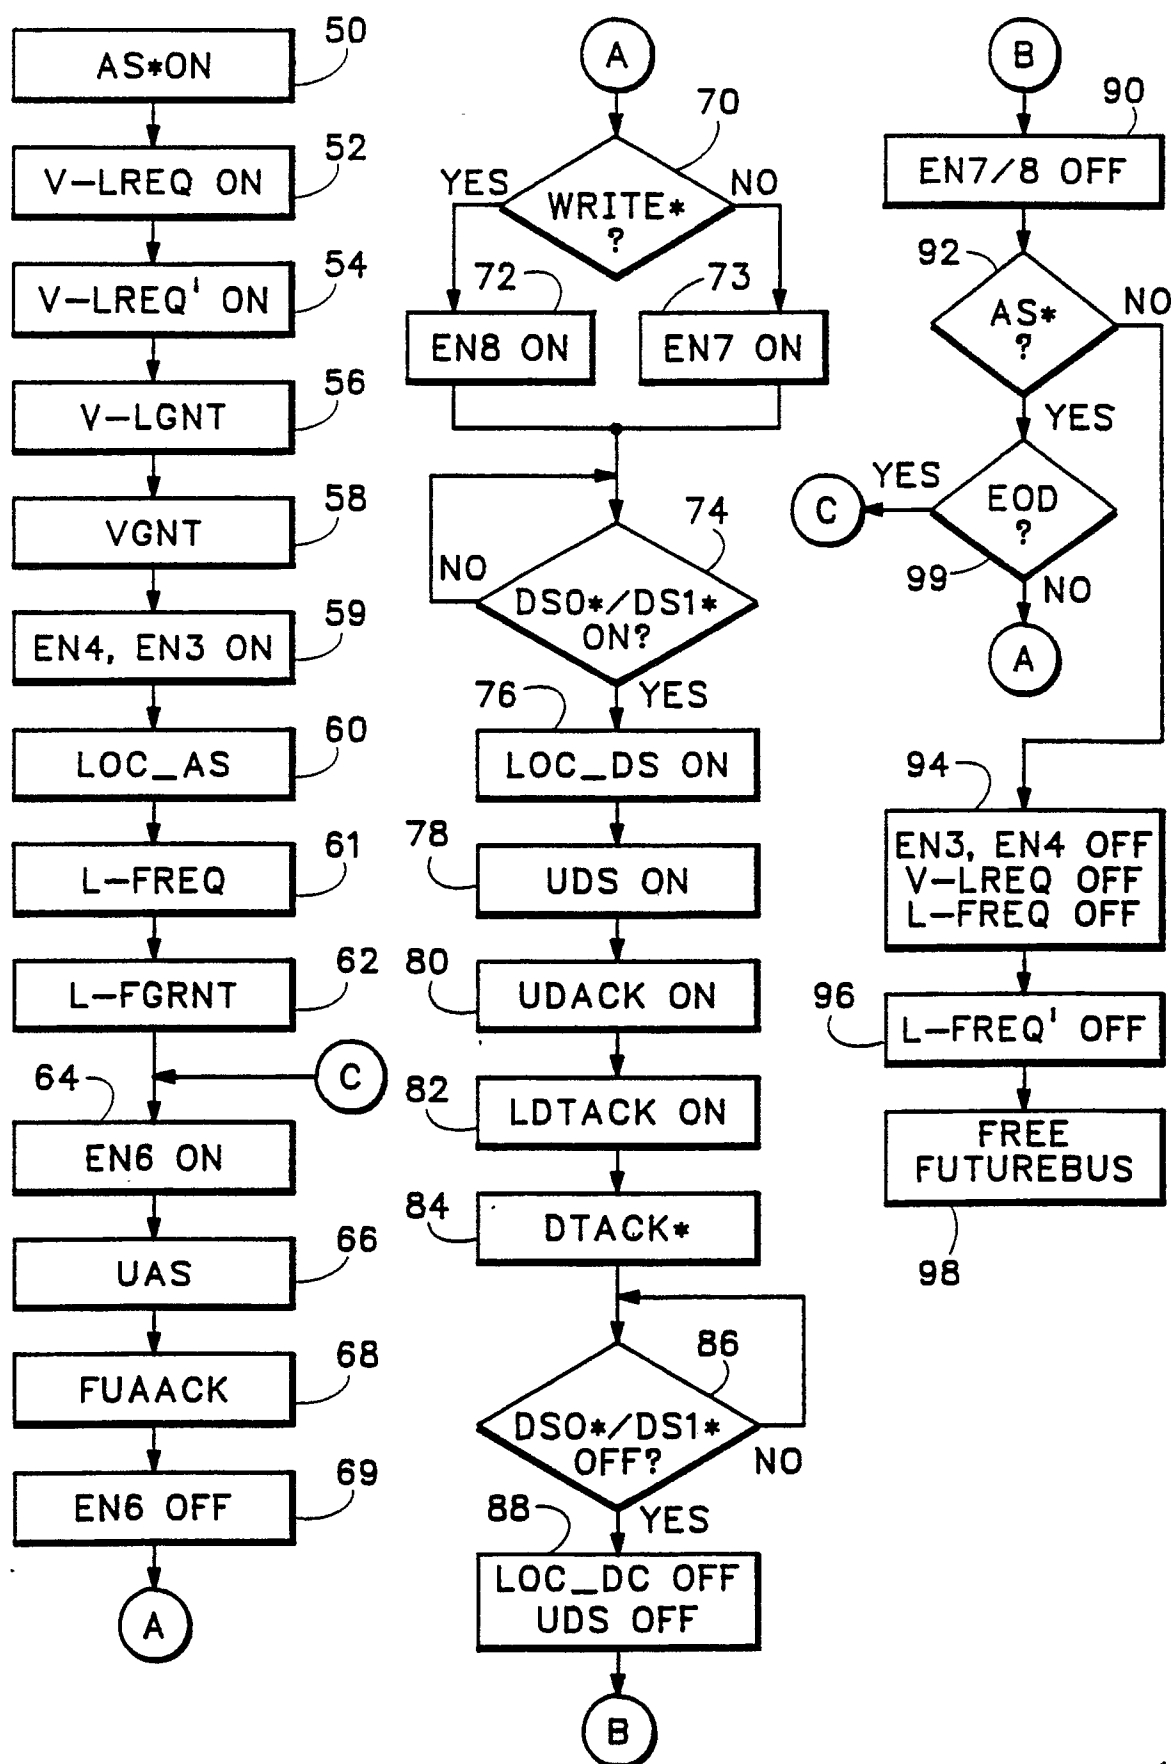 50
AS*ON
52
V-LREQ ON
54
V-LREQ' ON
56
V-LGNT
58
VGNT
59
EN4, EN3 ON
60
LOC_AS
61
L-FREQ
62
L-FGRNT
C
64
EN6 ON
66
UAS
68
FUAACK
69
EN6 OFF
A
A
70
YES
NO
WRITE*
?
72
73
EN8 ON
EN7 ON
74
NO
DS0*/DS1*
ON?
YES
76
LOC_DS ON
78
UDS ON
80
UDACK ON
82
LDTACK ON
84
DTACK*
86
DS0*/DS1*
OFF?
NO
YES
88
LOC_DC OFF
UDS OFF
B
B
90
EN7/8 OFF
92
NO
AS*
?
YES
YES
C
EOD
?
99
NO
A
94
EN3, EN4 OFF
V-LREQ OFF
L-FREQ OFF
96
L-FREQ' OFF
FREE
FUTUREBUS
98